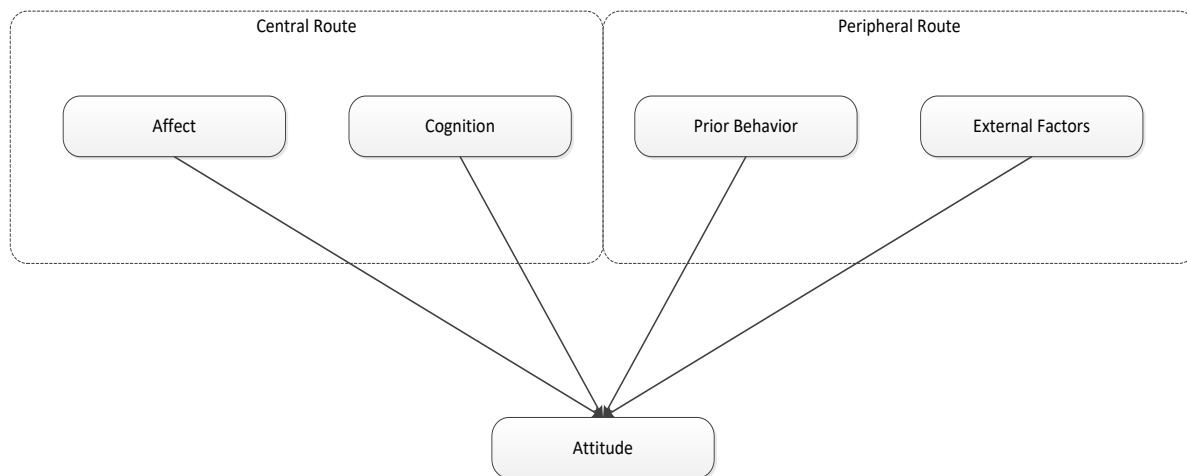 Central Route
Peripheral Route
Affect
Cognition
Prior Behavior
External Factors
Attitude